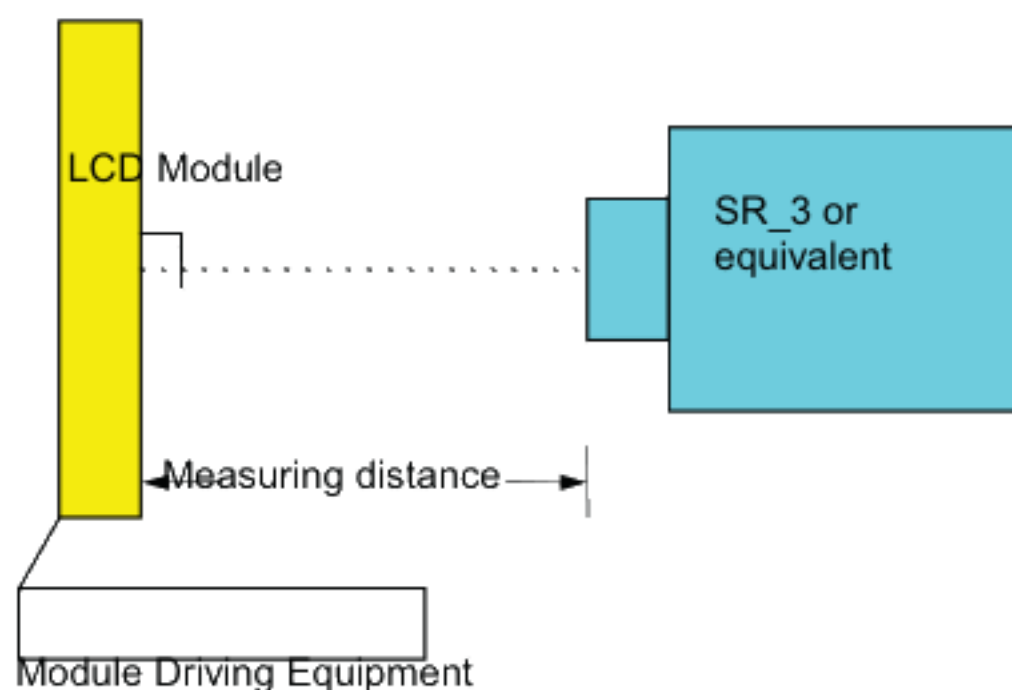 LCD Module
SR_3 or
equivalent
Measuring distance
Module Driving Equipment